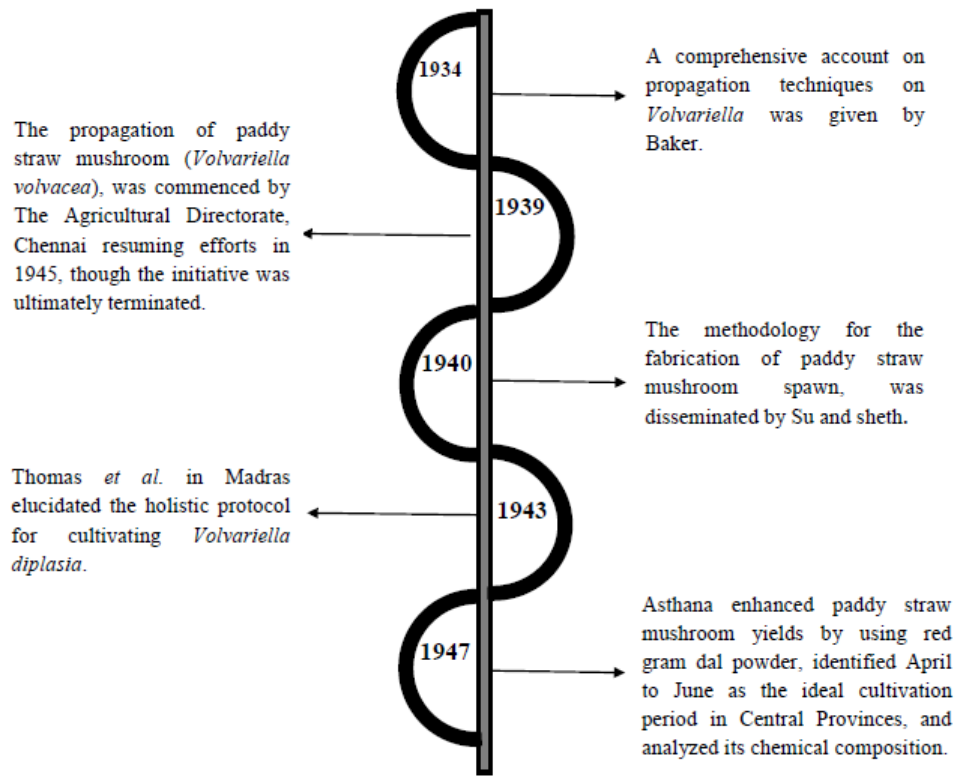 1934
A comprehensive account on
propagation techniques on
Volvariella was given by
Baker.
The propagation of paddy
straw mushroom (Volvariella
volvacea), was commenced by
The Agricultural Directorate,
Chennai resuming efforts in
1945, though the initiative was
ultimately terminated.
1939
1940
The methodology for the
fabrication of paddy straw
mushroom spawn, was
disseminated by Su and sheth.
Thomas et al. in Madras
elucidated the holistic protocol
for cultivating Volvariella
diplasia.
1943
1947
Asthana enhanced paddy straw
mushroom yields by using red
gram dal powder, identified April
to June as the ideal cultivation
period in Central Provinces, and
analyzed its chemical composition.